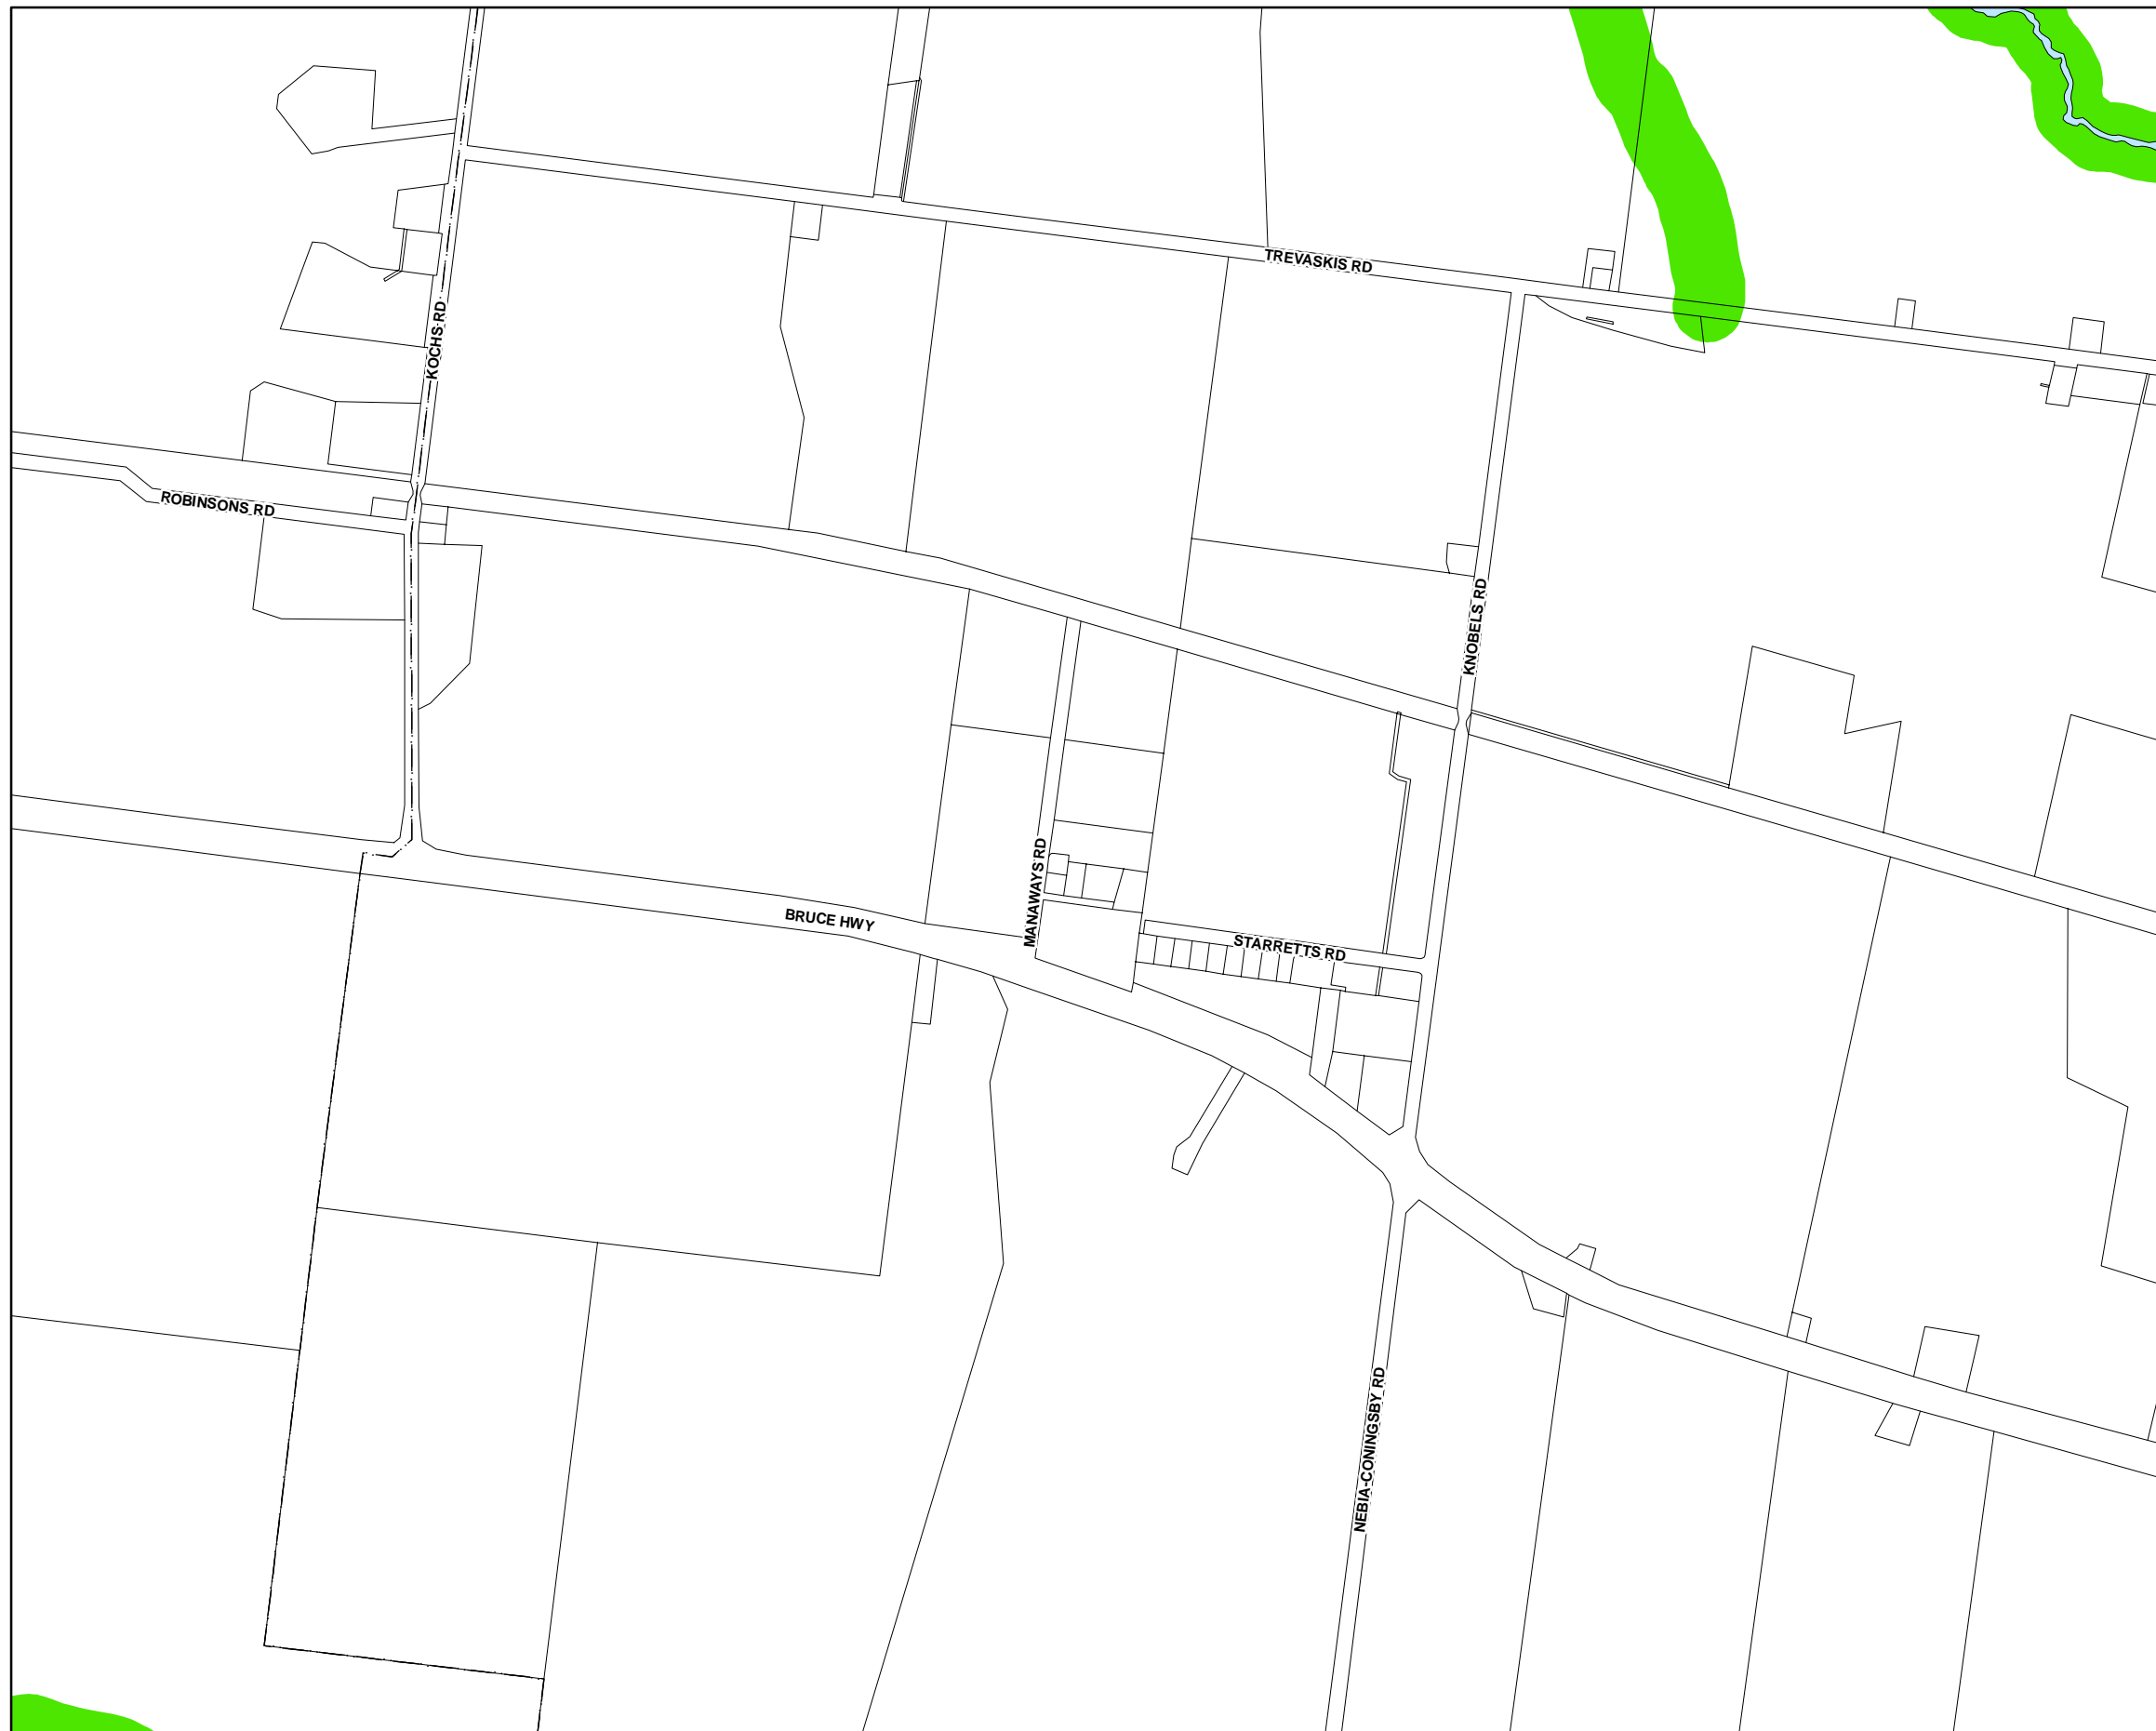 TREVASKIS RD
KOCHS RD
ROBINSONS RD
KNOBELS RD
MANAWAYS RD
BRUCE HWY
STARRETTS RD
NEBIA-CONINGSBY RD